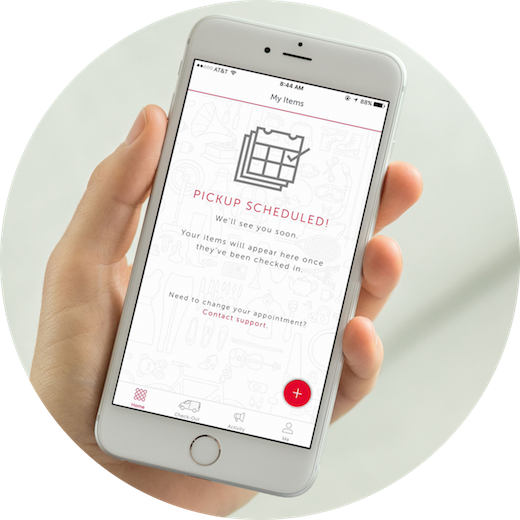 AT&T
8:44 AM
88%
My Items
PICKUP SCHEDULED!
We'll see you soon.
Your items will appear here once
they've been checked in.
Need to change your appointment?
Contact support.
+
Home
Check-Out
Activity
Me